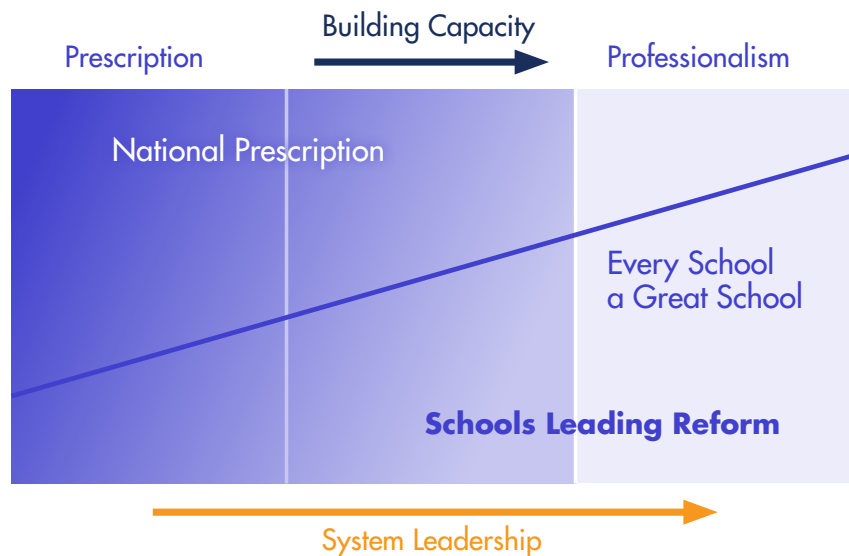 Building Capacity
Prescription
Professionalism
National Prescription
Every School
a Great School
Schools Leading Reform
System Leadership